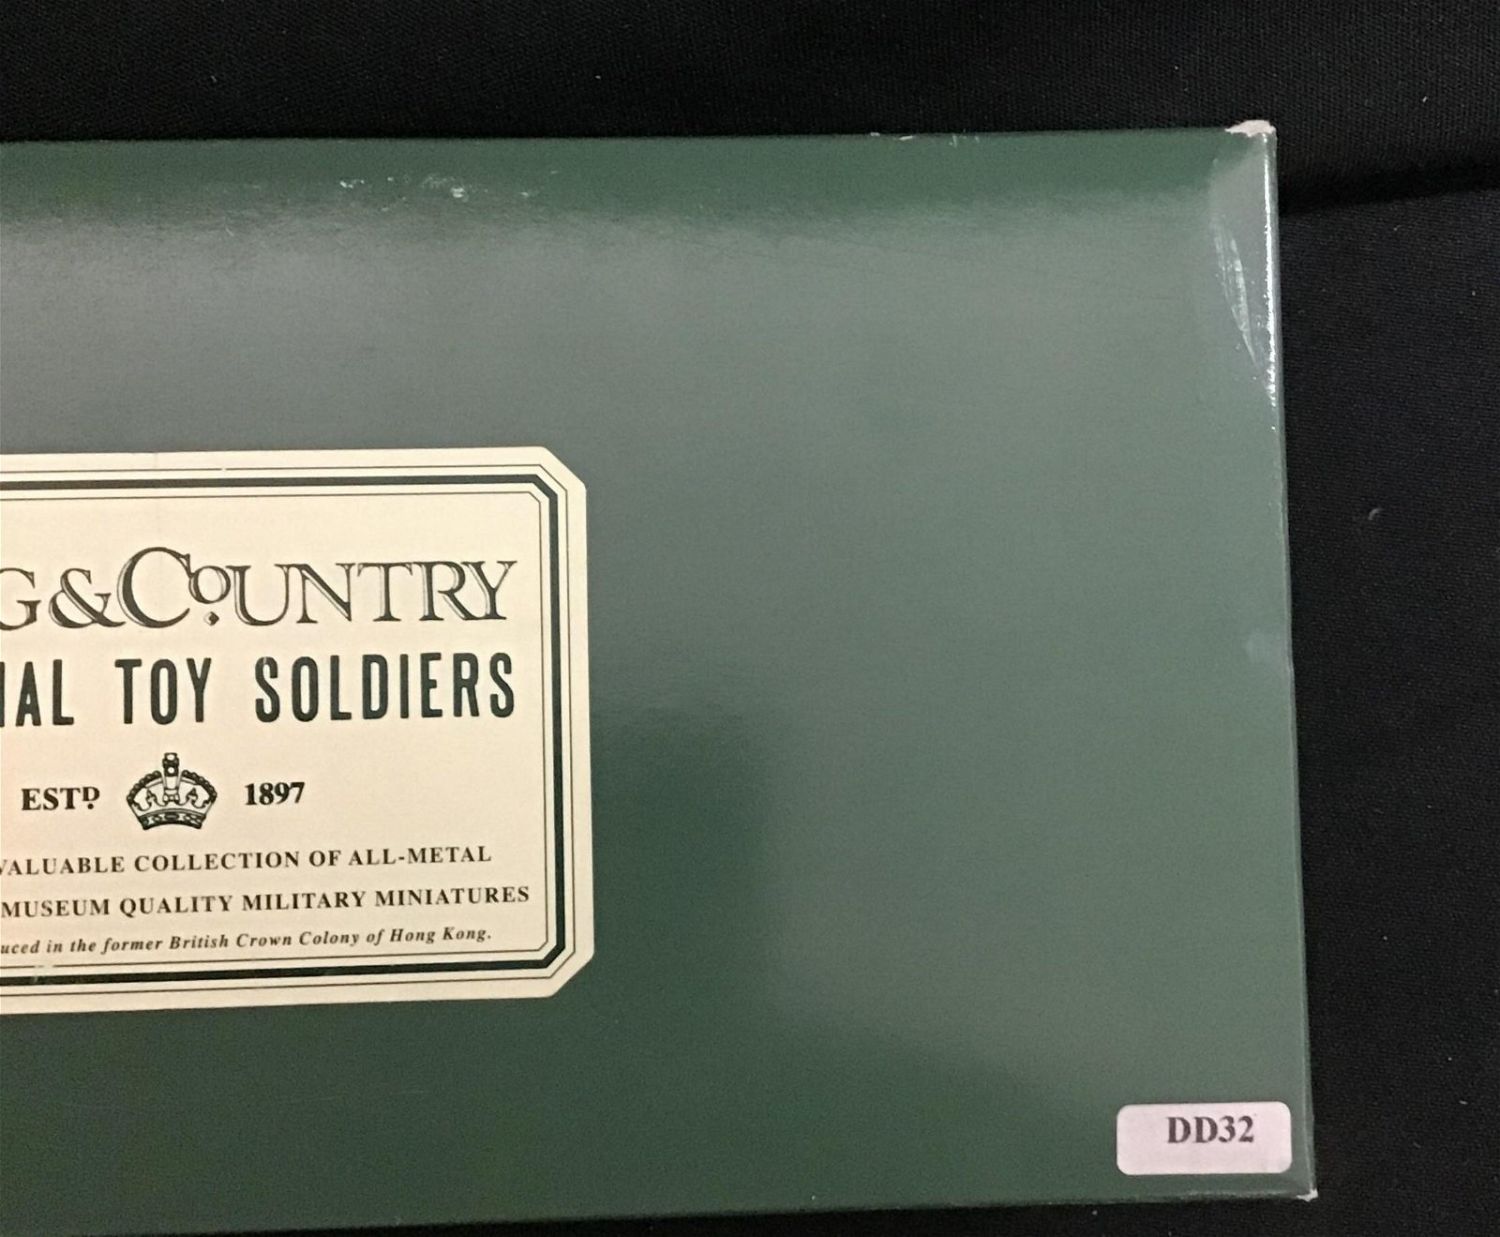 G & COUNTRY
IAL TOY SOLDIERS
ESTD. 1897
VALUABLE COLLECTION OF ALL-METAL
MUSEUM QUALITY MILITARY MINIATURES
uced in the former British Crown Colony of Hong Kong.
DD32